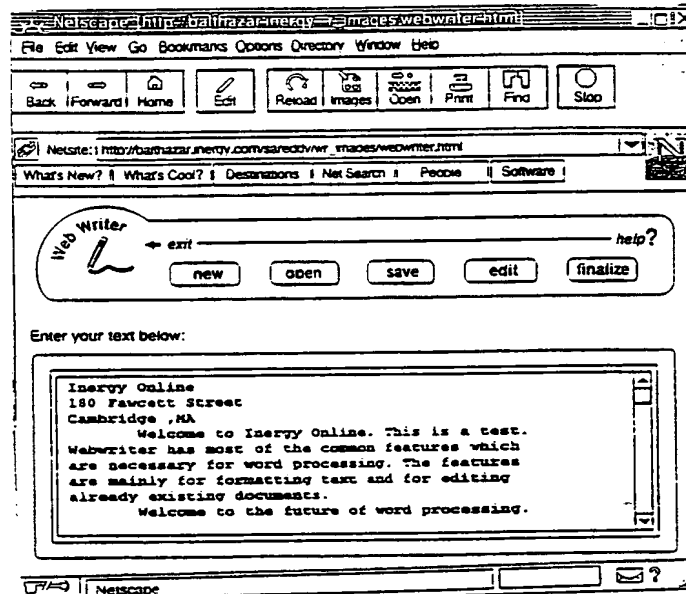 Netscape [http://balthazar.inergy
images/webwriter.html]
File Edit View Go Bookmarks Options Directory Window Help
Back Forward Home Edit Reload Images Open Print Find Stop
Netsite: http://balthazar.inergy.com/sareddy/wr_images/webwriter.html
What's New? What's Cool? Destinations Net Search People Software
Web Writer
exit help?
new open save edit finalize
Enter your text below:
Inergy Online
180 Fawcett Street
Cambridge ,MA
Welcome to Inergy Online. This is a test.
Webwriter has most of the common features which
are necessary for word processing. The features
are mainly for formatting text and for editing
already existing documents.
Welcome to the future of word processing.
Netscape ?